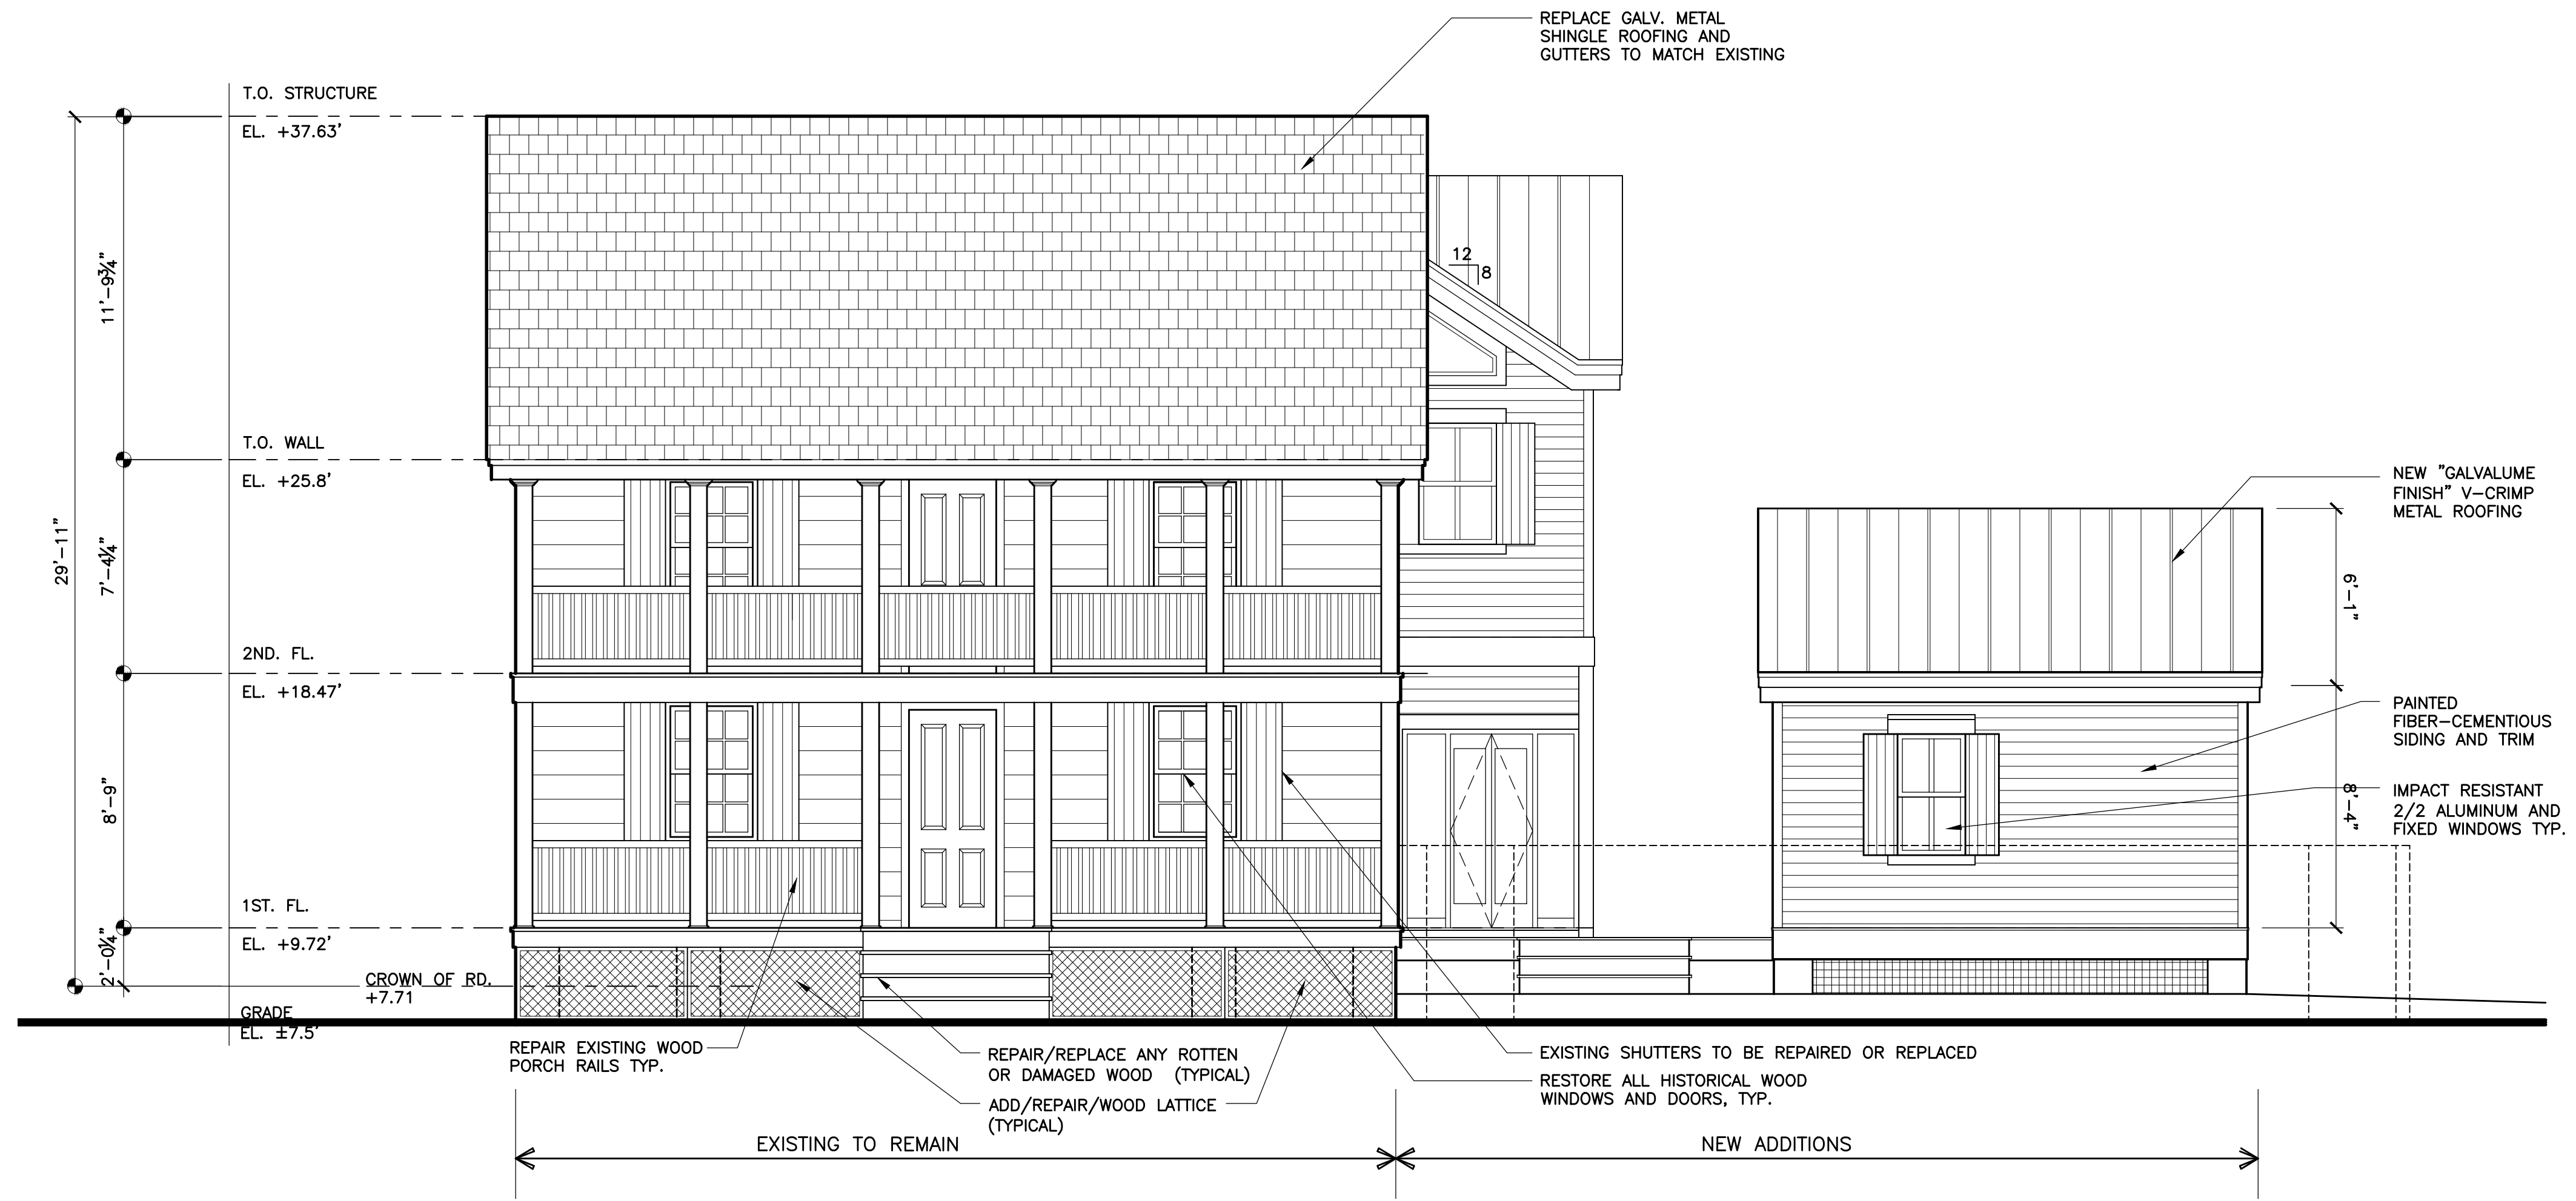 REPLACE GALV. METAL
SHINGLE ROOFING AND
GUTTERS TO MATCH EXISTING
T.O. STRUCTURE
EL. +37.63'
11'-9¾"
12
8
T.O. WALL
EL. +25.8'
29'-11"
7'-4¼"
NEW "GALVALUME
FINISH" V-CRIMP
METAL ROOFING
6'-1"
2ND. FL.
EL. +18.47'
PAINTED
FIBER-CEMENTIOUS
SIDING AND TRIM
8'-9"
8'-4"
IMPACT RESISTANT
2/2 ALUMINUM AND
FIXED WINDOWS TYP.
1ST. FL.
EL. +9.72'
2'-0¼"
CROWN OF RD.
+7.71
GRADE
EL. ±7.5'
REPAIR EXISTING WOOD
PORCH RAILS TYP.
REPAIR/REPLACE ANY ROTTEN
OR DAMAGED WOOD (TYPICAL)
ADD/REPAIR/WOOD LATTICE
(TYPICAL)
EXISTING SHUTTERS TO BE REPAIRED OR REPLACED
RESTORE ALL HISTORICAL WOOD
WINDOWS AND DOORS, TYP.
EXISTING TO REMAIN
NEW ADDITIONS